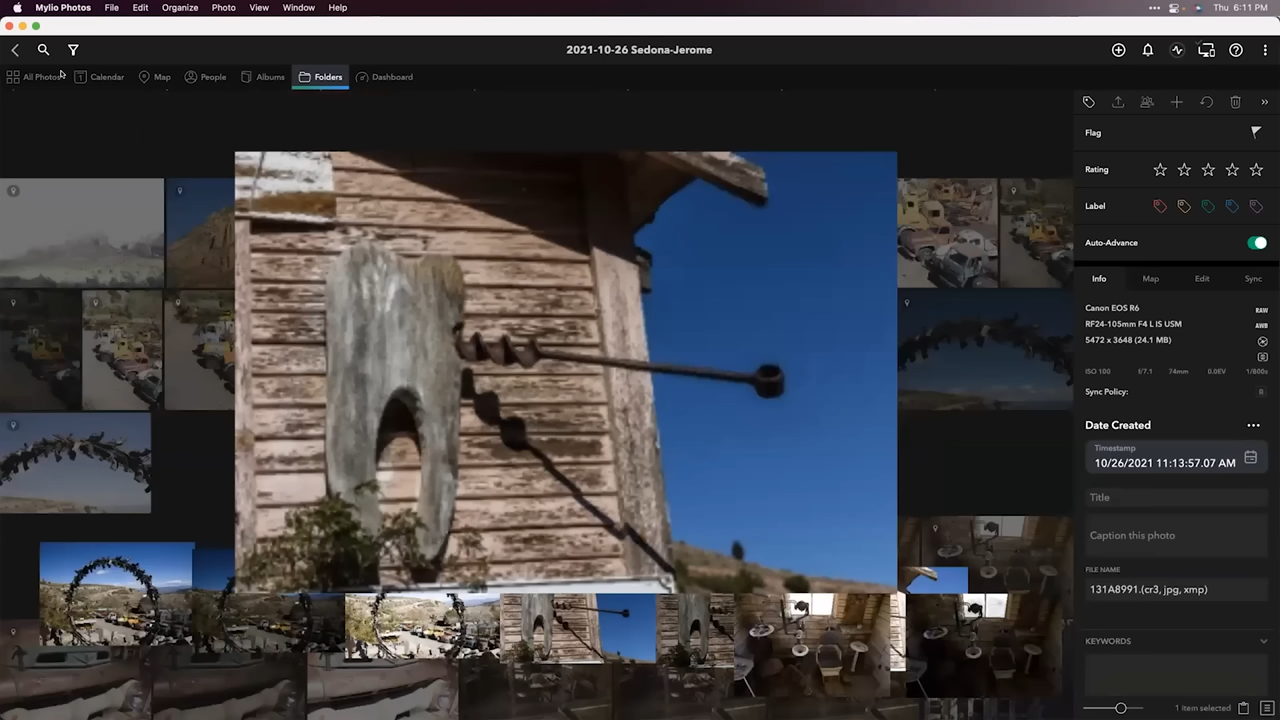 Mylio Photos File Edit Organize Photo View Window Help Thu 6:11 PM
2021-10-26 Sedona-Jerome
All Photos Calendar Map People Albums Folders Dashboard
Flag
Rating
Label
Auto-Advance
Info Map Edit Sync
Canon EOS R6 RAW
RF24-105mm F4 L IS USM AWB
5472 x 3648 (24.1 MB)
ISO 100 f/7.1 74mm 0.0EV 1/800s
Sync Policy: R
Date Created
Timestamp
10/26/2021 11:13:57.07 AM
Title
Caption this photo
FILE NAME
131A8991.(cr3, jpg, xmp)
KEYWORDS
1 item selected